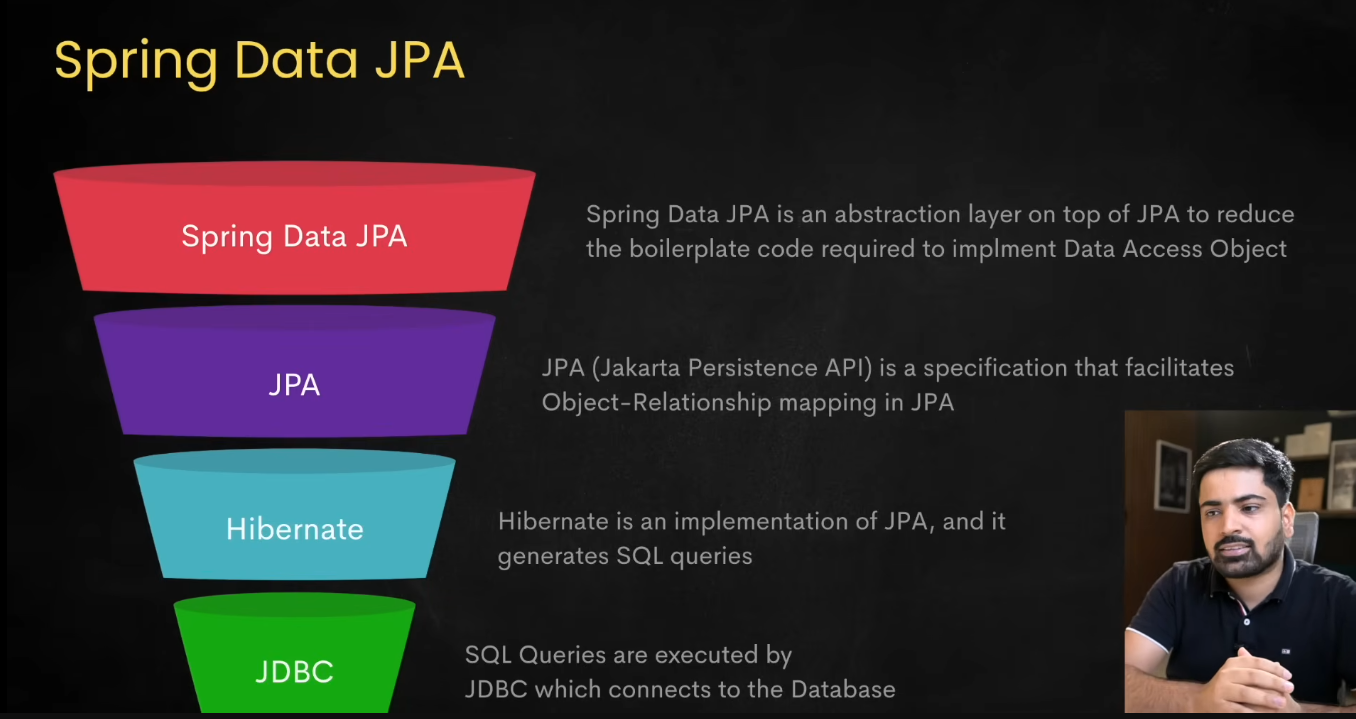 Spring Data JPA
Spring Data JPA
Spring Data JPA is an abstraction layer on top of JPA to reduce
the boilerplate code required to implment Data Access Object
JPA
JPA (Jakarta Persistence API) is a specification that facilitates
Object-Relationship mapping in JPA
Hibernate
Hibernate is an implementation of JPA, and it
generates SQL queries
JDBC
SQL Queries are executed by
JDBC which connects to the Database